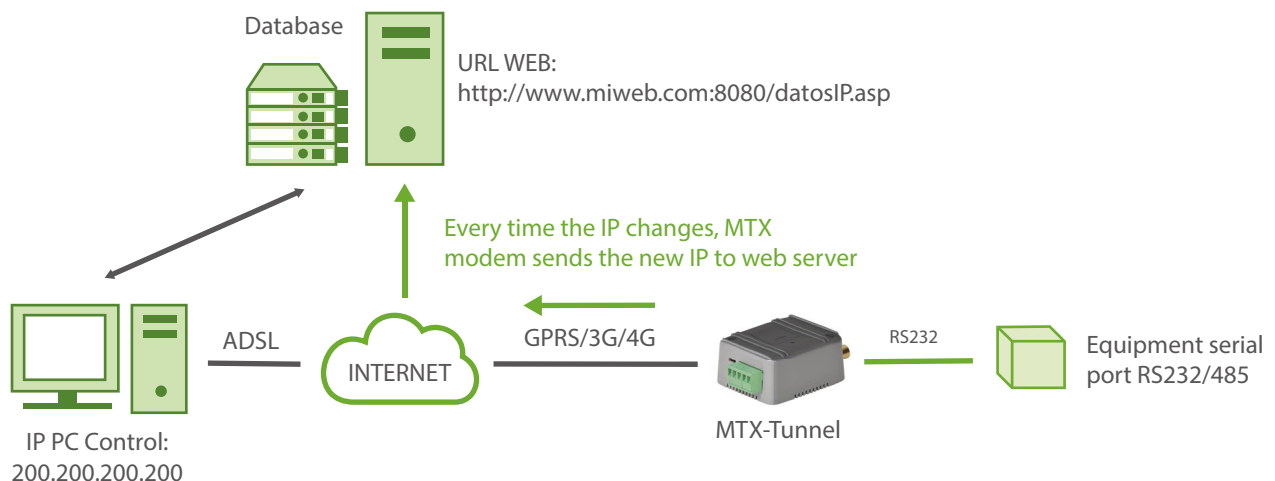 Database
URL WEB:
http://www.miweb.com:8080/datosIP.asp
Every time the IP changes, MTX
modem sends the new IP to web server
ADSL
INTERNET
GPRS/3G/4G
RS232
Equipment serial
port RS232/485
MTX-Tunnel
IP PC Control:
200.200.200.200